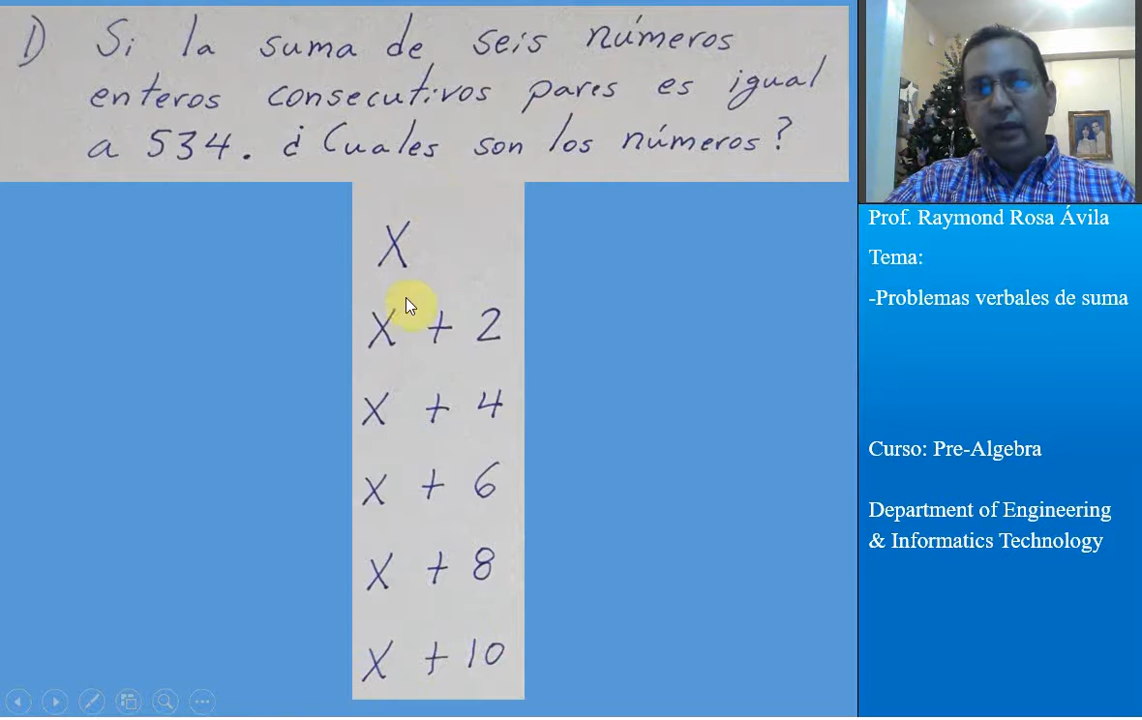 1) Si la suma de seis números
enteros consecutivos pares es igual
a 534. ¿Cuales son los números?
X
X + 2
X + 4
X + 6
X + 8
X + 10
Prof. Raymond Rosa Ávila
Tema:
-Problemas verbales de suma
Curso: Pre-Algebra
Department of Engineering
& Informatics Technology